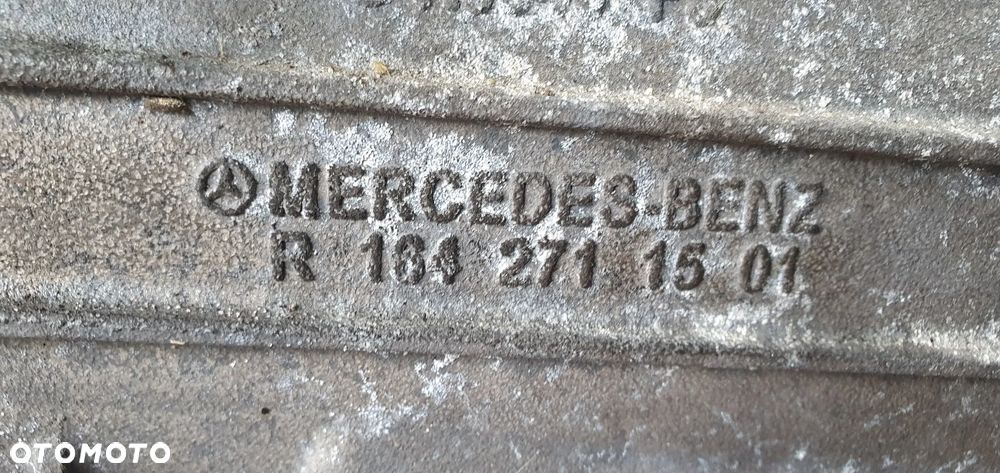 MERCEDES-BENZ
R 164 271 15 01
OTOMOTO